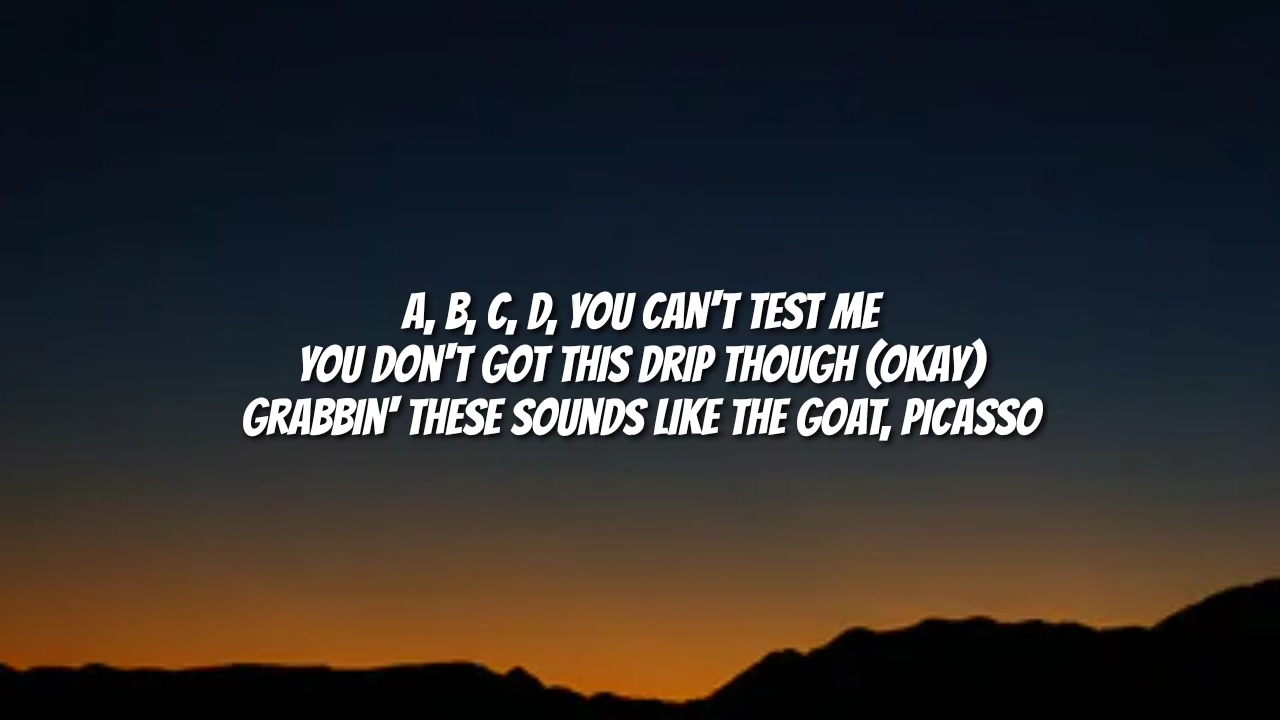 A, B, C, D, YOU CAN'T TEST ME
YOU DON'T GOT THIS DRIP THOUGH (OKAY)
GRABBIN' THESE SOUNDS LIKE THE GOAT, PICASSO